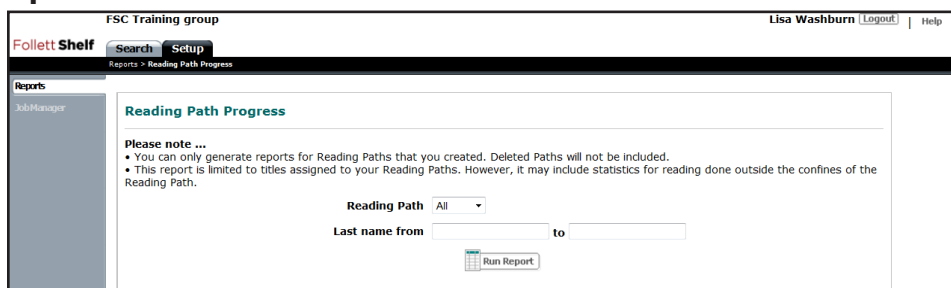 FSC Training group
Lisa Washburn Logout | Help
Follett Shelf
Search Setup
Reports > Reading Path Progress
Reports
Job Manager
Reading Path Progress
Please note ...
• You can only generate reports for Reading Paths that you created. Deleted Paths will not be included.
• This report is limited to titles assigned to your Reading Paths. However, it may include statistics for reading done outside the confines of the
Reading Path.
Reading Path All
Last name from to
Run Report